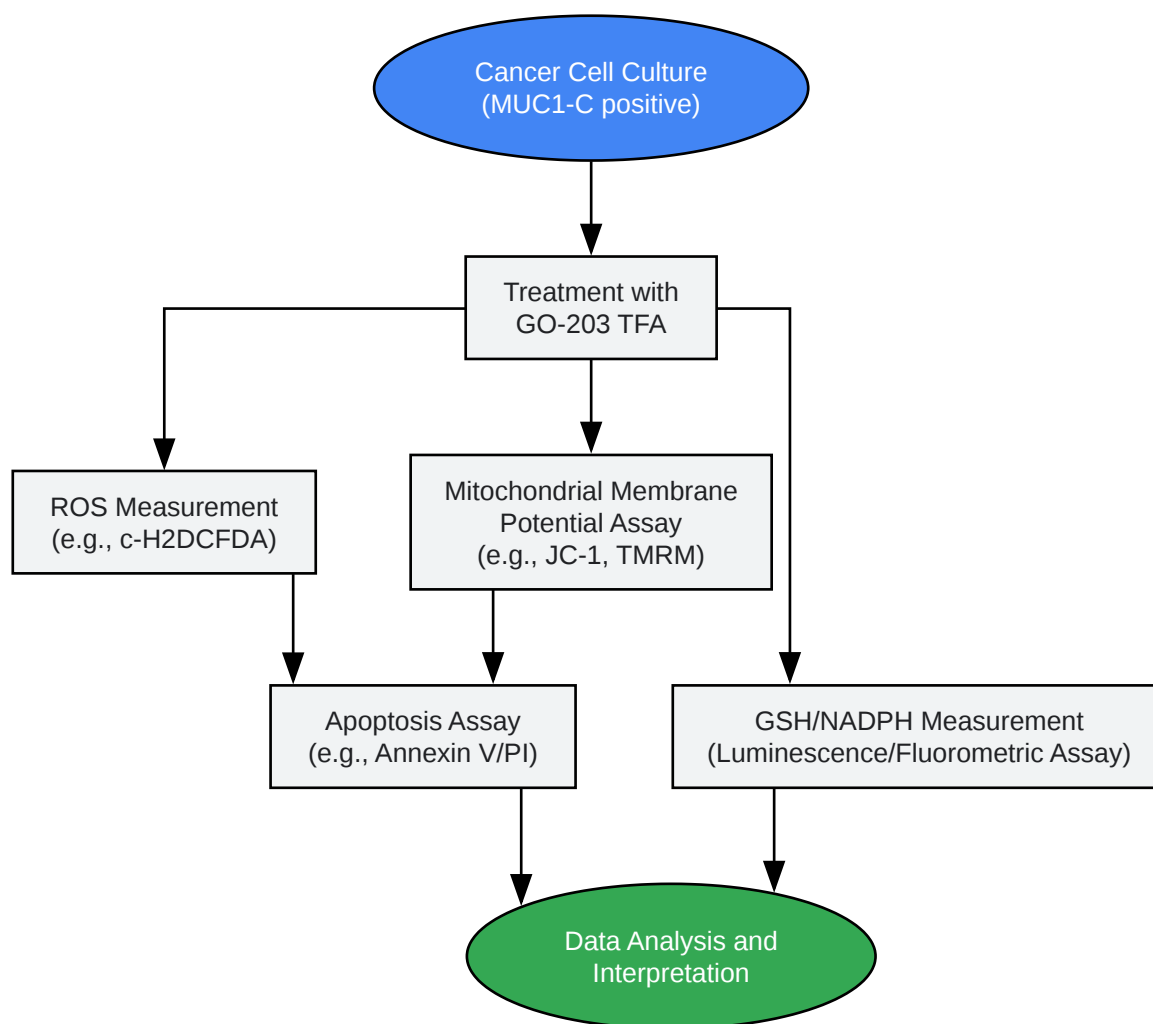 Cancer Cell Culture
(MUC1-C positive)
Treatment with
GO-203 TFA
ROS Measurement
(e.g., c-H2DCFDA)
Mitochondrial Membrane
Potential Assay
(e.g., JC-1, TMRM)
Apoptosis Assay
(e.g., Annexin V/PI)
GSH/NADPH Measurement
(Luminescence/Fluorometric Assay)
Data Analysis and
Interpretation